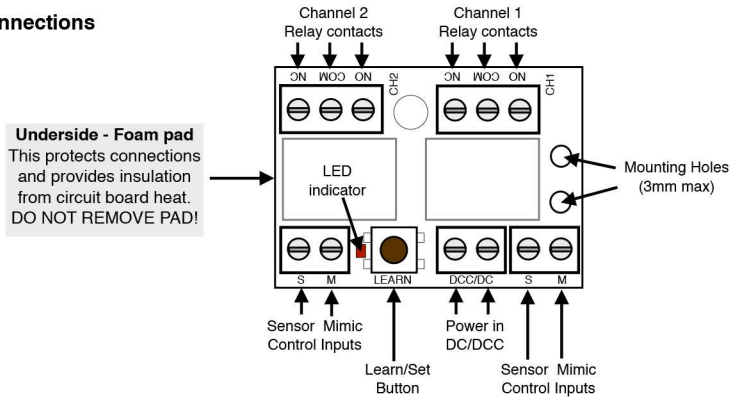 nnections
Channel 2
Relay contacts
Channel 1
Relay contacts
NC COM NO
CH2
NC COM NO
CH1
Underside - Foam pad
This protects connections
and provides insulation
from circuit board heat.
DO NOT REMOVE PAD!
LED
indicator
Mounting Holes
(3mm max)
S M LEARN DCC/DC S M
Sensor Mimic
Control Inputs
Power in
DC/DCC
Learn/Set
Button
Sensor Mimic
Control Inputs